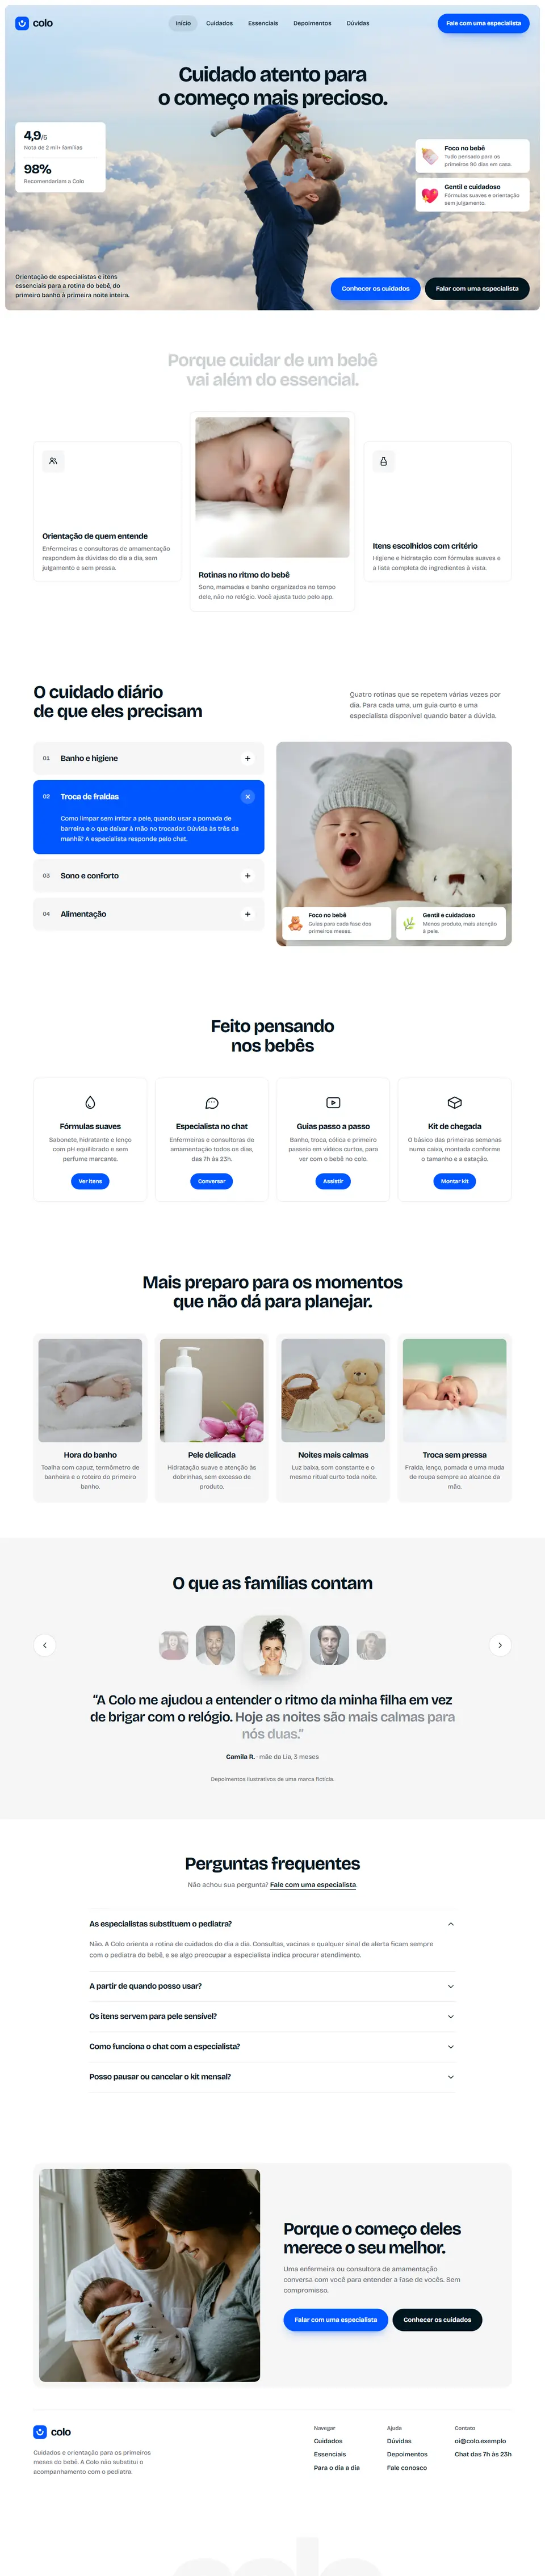 colo
Início
Cuidados
Essenciais
Depoimentos
Dúvidas
Fale com uma especialista
Cuidado atento para
o começo mais precioso.
4,9/5
Nota de 2 mil+ famílias
98%
Recomendariam a Colo
Foco no bebê
Tudo pensado para os
primeiros 90 dias em casa.
Gentil e cuidadoso
Fórmulas suaves e orientação
sem julgamento.
Orientação de especialistas e itens
essenciais para a rotina do bebê, do
primeiro banho à primeira noite inteira.
Conhecer os cuidados
Falar com uma especialista
Porque cuidar de um bebê
vai além do essencial.
Orientação de quem entende
Enfermeiras e consultoras de amamentação
respondem às dúvidas do dia a dia, sem
julgamento e sem pressa.
Rotinas no ritmo do bebê
Sono, mamadas e banho organizados no tempo
dele, não no relógio. Você ajusta tudo pelo app.
Itens escolhidos com critério
Higiene e hidratação com fórmulas suaves e
a lista completa de ingredientes à vista.
O cuidado diário
de que eles precisam
Quatro rotinas que se repetem várias vezes por
dia. Para cada uma, um guia curto e uma
especialista disponível quando bater a dúvida.
01
Banho e higiene
02
Troca de fraldas
Como limpar sem irritar a pele, quando usar a pomada de
barreira e o que deixar à mão no trocador. Dúvida às três da
manhã? A especialista responde pelo chat.
03
Sono e conforto
04
Alimentação
Foco no bebê
Guias para cada fase dos
primeiros meses.
Gentil e cuidadoso
Menos produto, mais atenção
à pele.
Feito pensando
nos bebês
Fórmulas suaves
Sabonete, hidratante e lenço
com pH equilibrado e sem
perfume marcante.
Ver itens
Especialista no chat
Enfermeiras e consultoras de
amamentação todos os dias,
das 7h às 23h.
Conversar
Guias passo a passo
Banho, troca, cólica e primeiro
passeio em vídeos curtos, para
ver com o bebê no colo.
Assistir
Kit de chegada
O básico das primeiras semanas
numa caixa, montada conforme
o tamanho e a estação.
Montar kit
Mais preparo para os momentos
que não dá para planejar.
Hora do banho
Toalha com capuz, termômetro de
banheira e o roteiro do primeiro
banho.
Pele delicada
Hidratação suave e atenção às
dobrinhas, sem excesso de
produto.
Noites mais calmas
Luz baixa, som constante e o
mesmo ritual curto toda noite.
Troca sem pressa
Fralda, lenço, pomada e uma muda
de roupa sempre ao alcance da
mão.
O que as famílias contam
“A Colo me ajudou a entender o ritmo da minha filha em vez
de brigar com o relógio. Hoje as noites são mais calmas para
nós duas.”
Camila R. · mãe da Lia, 3 meses
Depoimentos ilustrativos de uma marca fictícia.
Perguntas frequentes
Não achou sua pergunta? Fale com uma especialista.
As especialistas substituem o pediatra?
Não. A Colo orienta a rotina de cuidados do dia a dia. Consultas, vacinas e qualquer sinal de alerta ficam sempre
com o pediatra do bebê, e se algo preocupar a especialista indica procurar atendimento.
A partir de quando posso usar?
Os itens servem para pele sensível?
Como funciona o chat com a especialista?
Posso pausar ou cancelar o kit mensal?
Porque o começo deles
merece o seu melhor.
Uma enfermeira ou consultora de amamentação
conversa com você para entender a fase de vocês. Sem
compromisso.
Falar com uma especialista
Conhecer os cuidados
colo
Cuidados e orientação para os primeiros
meses do bebê. A Colo não substitui o
acompanhamento com o pediatra.
Navegar
Cuidados
Essenciais
Para o dia a dia
Ajuda
Dúvidas
Depoimentos
Fale conosco
Contato
oi@colo.exemplo
Chat das 7h às 23h